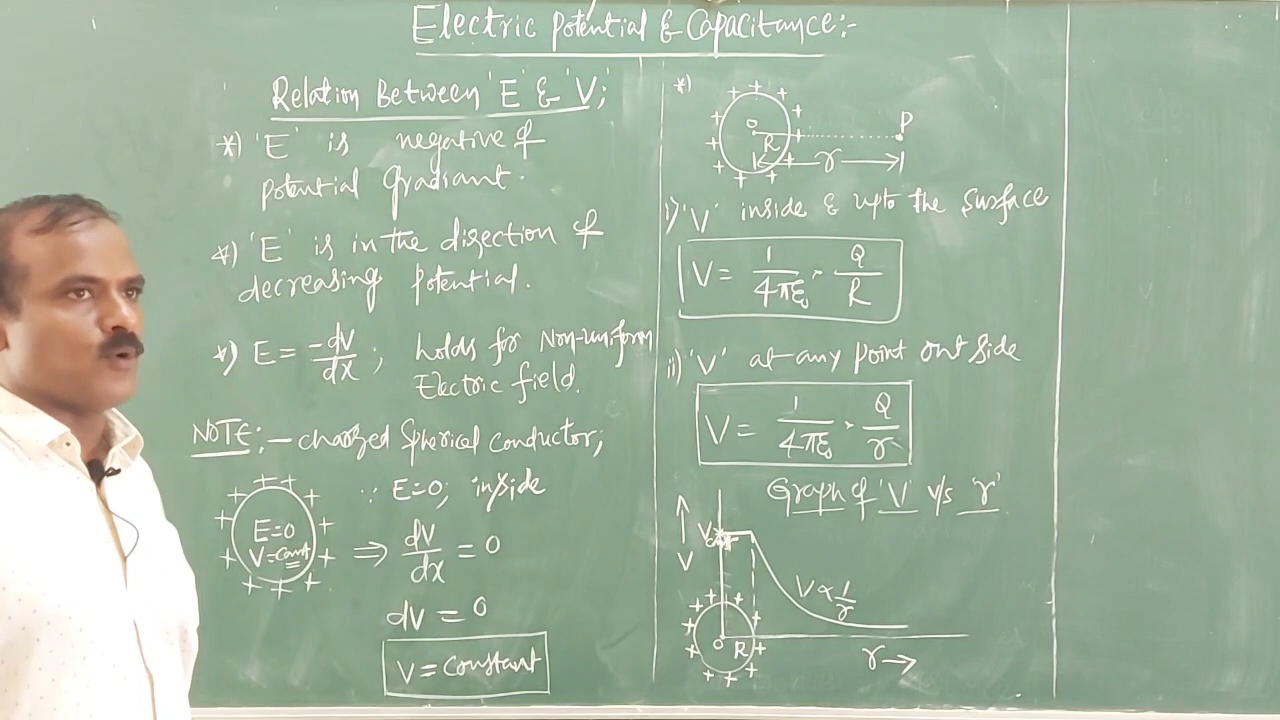 Electric potential & Capacitance:-
Relation Between 'E' & 'V';
*) 'E' is negative of
potential gradiant.
*) 'E' is in the direction of
decreasing potential.
*) E = -dv/dx ; holds for Non-uniform
Electric field.
NOTE:- charged Spherical conductor;
E=0
V=const
∵ E=0; inside
⇒ dv/dx = 0
dv = 0
V = Constant
*)
O
R
r
P
i) 'V' inside & upto the surface
V = 1/4πε₀ · Q/R
ii) 'V' at any point out side
V = 1/4πε₀ · Q/r
Graph of 'V' v/s 'r'
V
V ∝ 1/r
O
R
r →